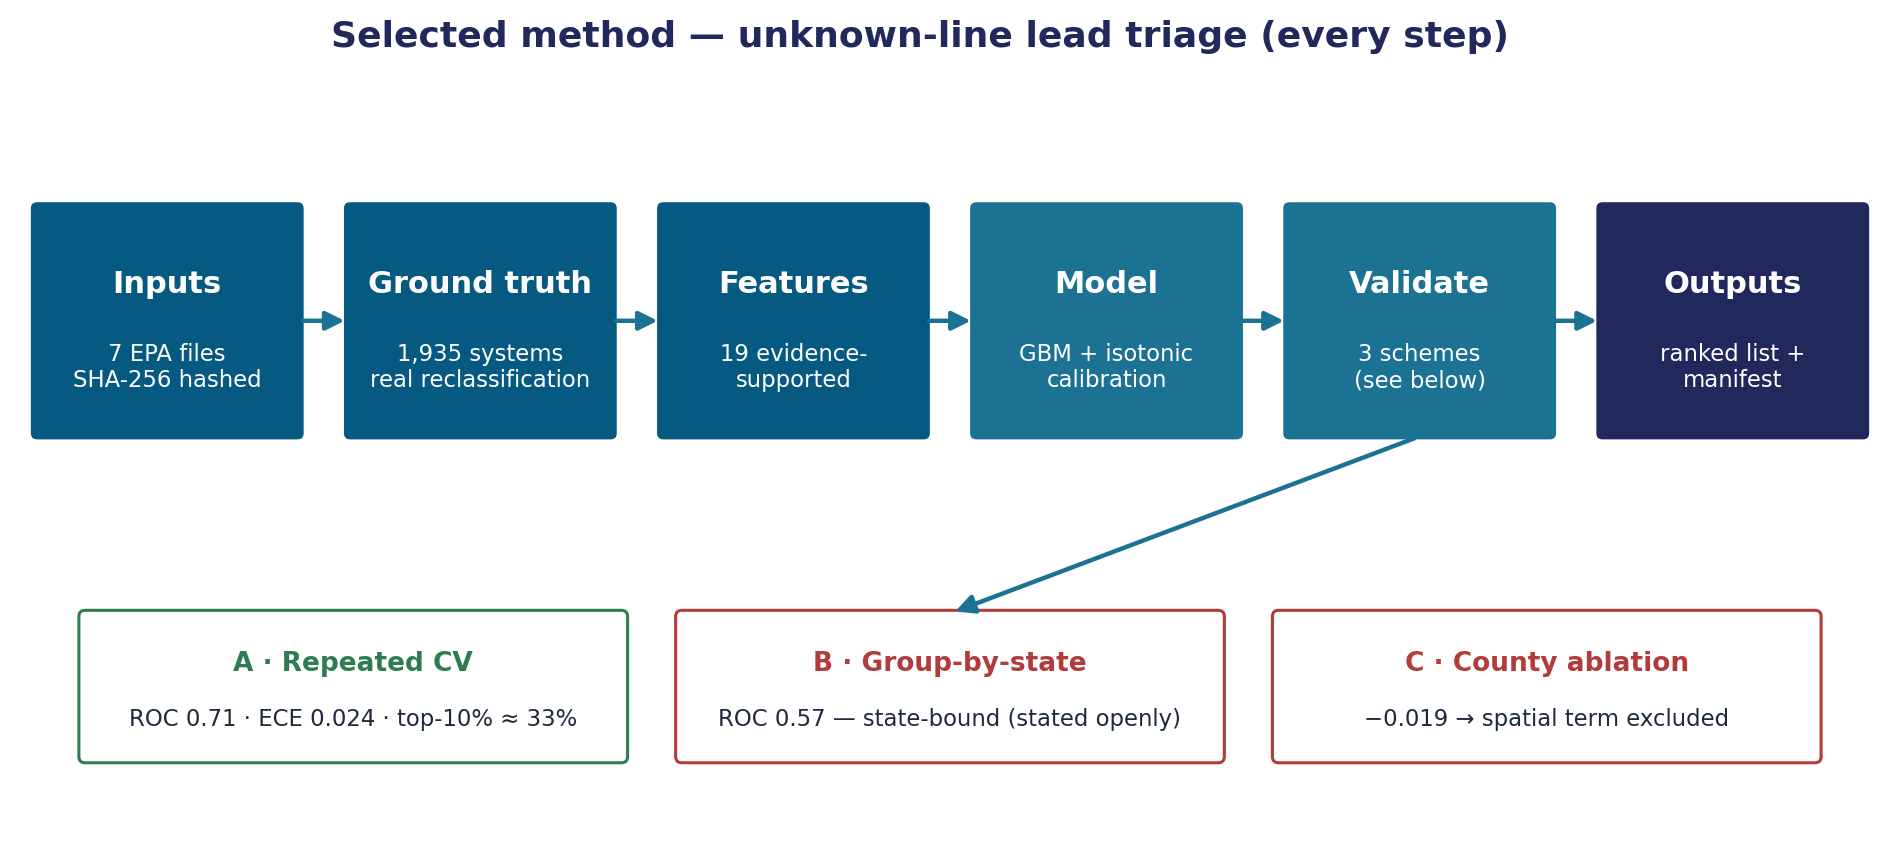 Selected method — unknown-line lead triage (every step)
Inputs
7 EPA files
SHA-256 hashed
Ground truth
1,935 systems
real reclassification
Features
19 evidence-
supported
Model
GBM + isotonic
calibration
Validate
3 schemes
(see below)
Outputs
ranked list +
manifest
A · Repeated CV
ROC 0.71 · ECE 0.024 · top-10% ≈ 33%
B · Group-by-state
ROC 0.57 — state-bound (stated openly)
C · County ablation
−0.019 → spatial term excluded